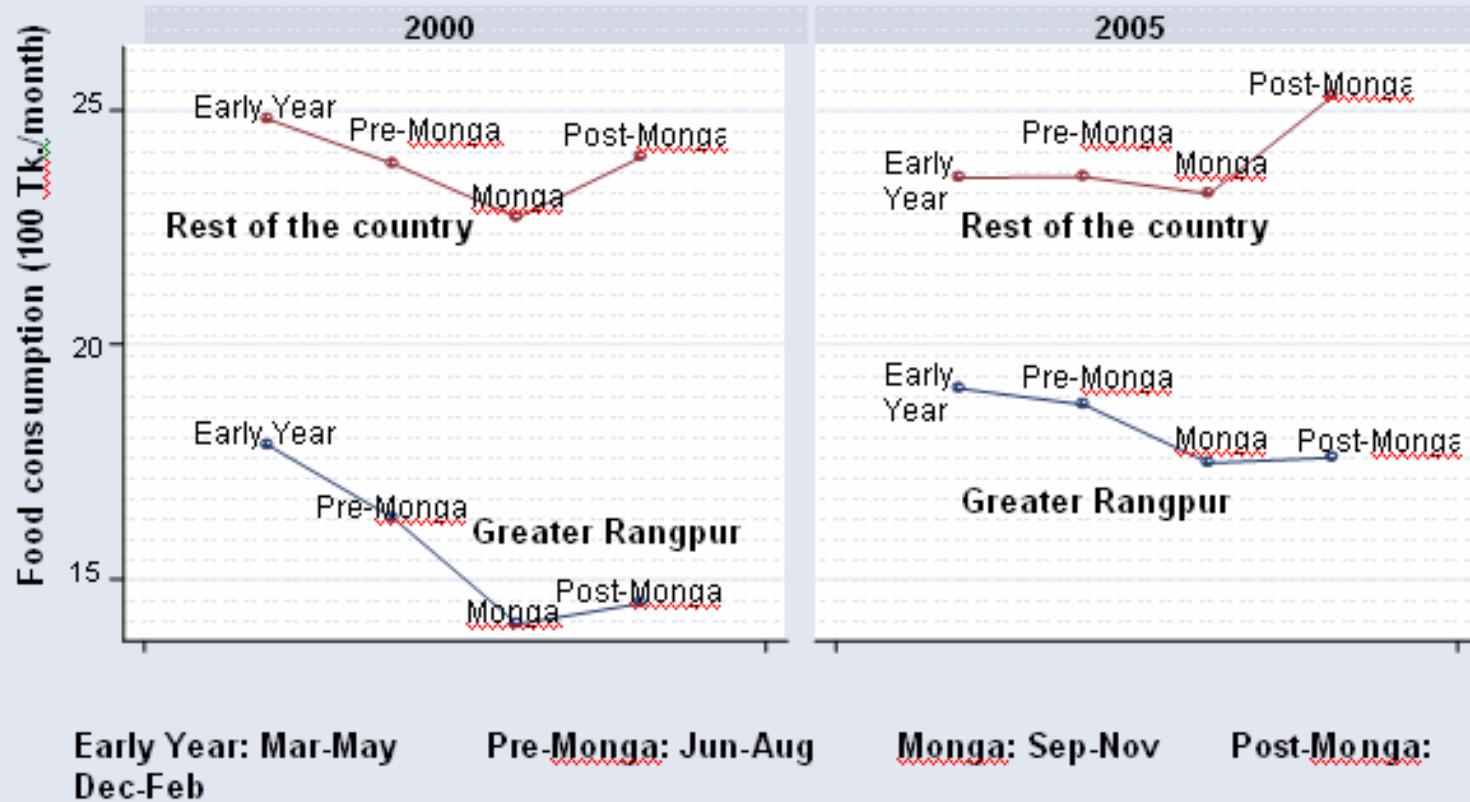 2000
2005
Food consumption (100 Tk./month)
25
20
15
Early Year
Pre-Monga
Monga
Post-Monga
Rest of the country
Early Year
Pre-Monga
Monga
Post-Monga
Greater Rangpur
Early
Year
Pre-Monga
Monga
Post-Monga
Rest of the country
Early
Year
Pre-Monga
Monga
Post-Monga
Greater Rangpur
Early Year: Mar-May Pre-Monga: Jun-Aug Monga: Sep-Nov Post-Monga:
Dec-Feb